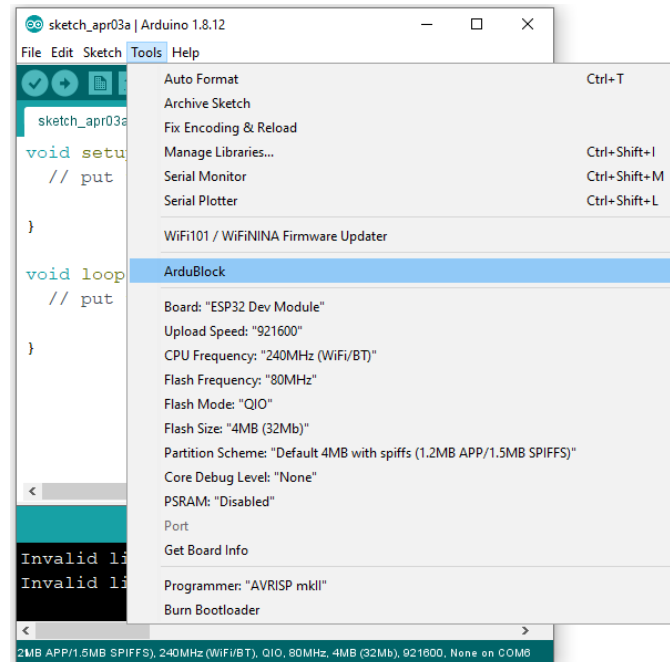 sketch_apr03a | Arduino 1.8.12
File Edit Sketch Tools Help
sketch_apr03a
void setu
// put
}
void loop
// put
}
Invalid li
Invalid li
Auto Format Ctrl+T
Archive Sketch
Fix Encoding & Reload
Manage Libraries... Ctrl+Shift+I
Serial Monitor Ctrl+Shift+M
Serial Plotter Ctrl+Shift+L
WiFi101 / WiFiNINA Firmware Updater
ArduBlock
Board: "ESP32 Dev Module"
Upload Speed: "921600"
CPU Frequency: "240MHz (WiFi/BT)"
Flash Frequency: "80MHz"
Flash Mode: "QIO"
Flash Size: "4MB (32Mb)"
Partition Scheme: "Default 4MB with spiffs (1.2MB APP/1.5MB SPIFFS)"
Core Debug Level: "None"
PSRAM: "Disabled"
Port
Get Board Info
Programmer: "AVRISP mkII"
Burn Bootloader
2MB APP/1.5MB SPIFFS), 240MHz (WiFi/BT), QIO, 80MHz, 4MB (32Mb), 921600, None on COM6